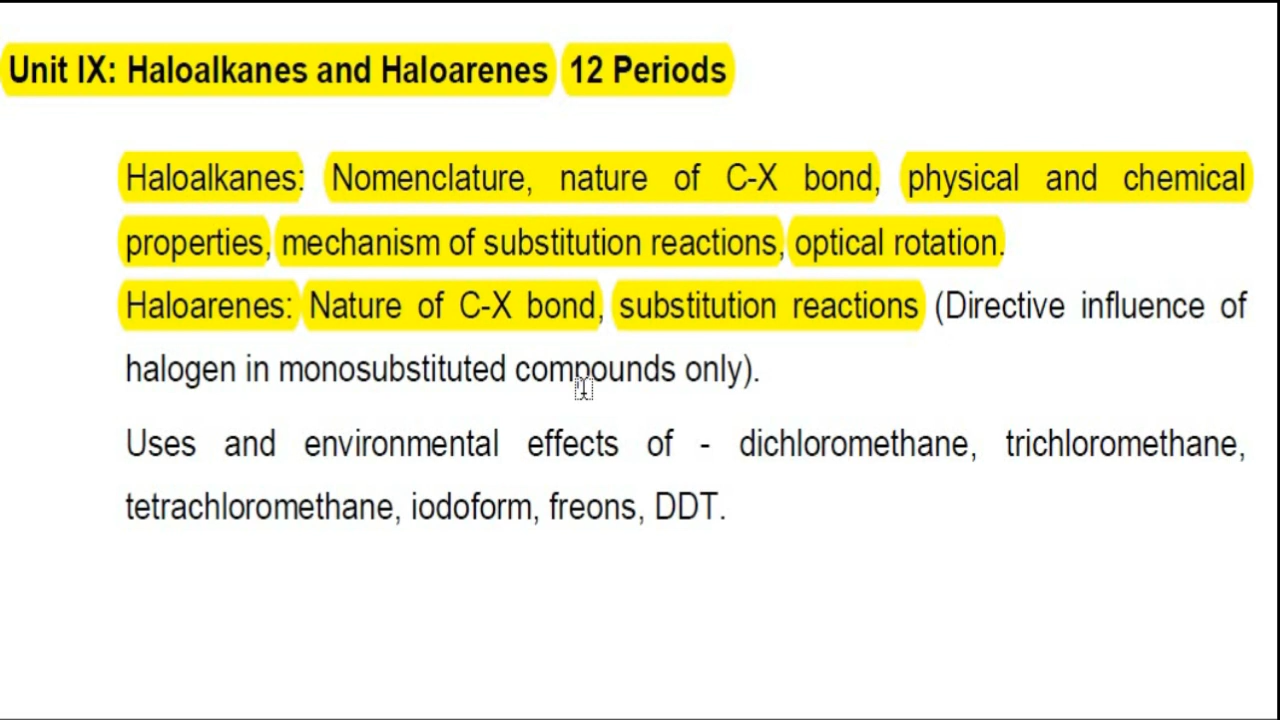 Unit IX: Haloalkanes and Haloarenes 12 Periods
Haloalkanes: Nomenclature, nature of C-X bond, physical and chemical
properties, mechanism of substitution reactions, optical rotation.
Haloarenes: Nature of C-X bond, substitution reactions (Directive influence of
halogen in monosubstituted compounds only).
Uses and environmental effects of - dichloromethane, trichloromethane,
tetrachloromethane, iodoform, freons, DDT.